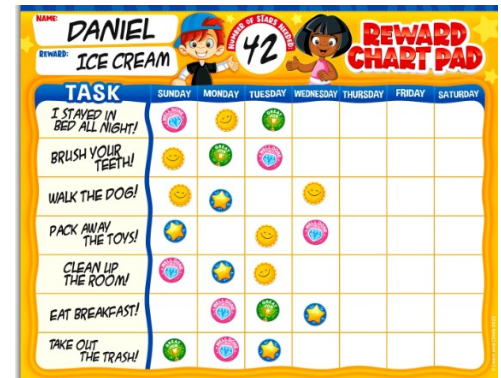 NAME:
DANIEL
REWARD:
ICE CREAM
NUMBER OF STARS NEEDED:
42
REWARD
CHART PAD
TASK
SUNDAY MONDAY TUESDAY WEDNESDAY THURSDAY FRIDAY SATURDAY
I STAYED IN
BED ALL NIGHT!
BRUSH YOUR
TEETH!
WALK THE DOG!
PACK AWAY
THE TOYS!
CLEAN UP
THE ROOM!
EAT BREAKFAST!
TAKE OUT
THE TRASH!